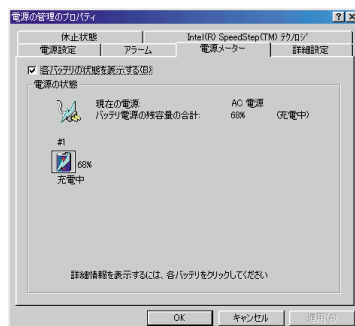 電源の管理のプロパティ
休止状態 Intel(R) SpeedStep(TM) テクノロジ
電源設定 アラーム 電源メーター 詳細設定
各バッテリの状態を表示する(D)
電源の状態
現在の電源: AC 電源
バッテリ電源の残容量の合計: 68% (充電中)
#1
68%
充電中
詳細情報を表示するには、各バッテリをクリックしてください
OK キャンセル 適用(A)